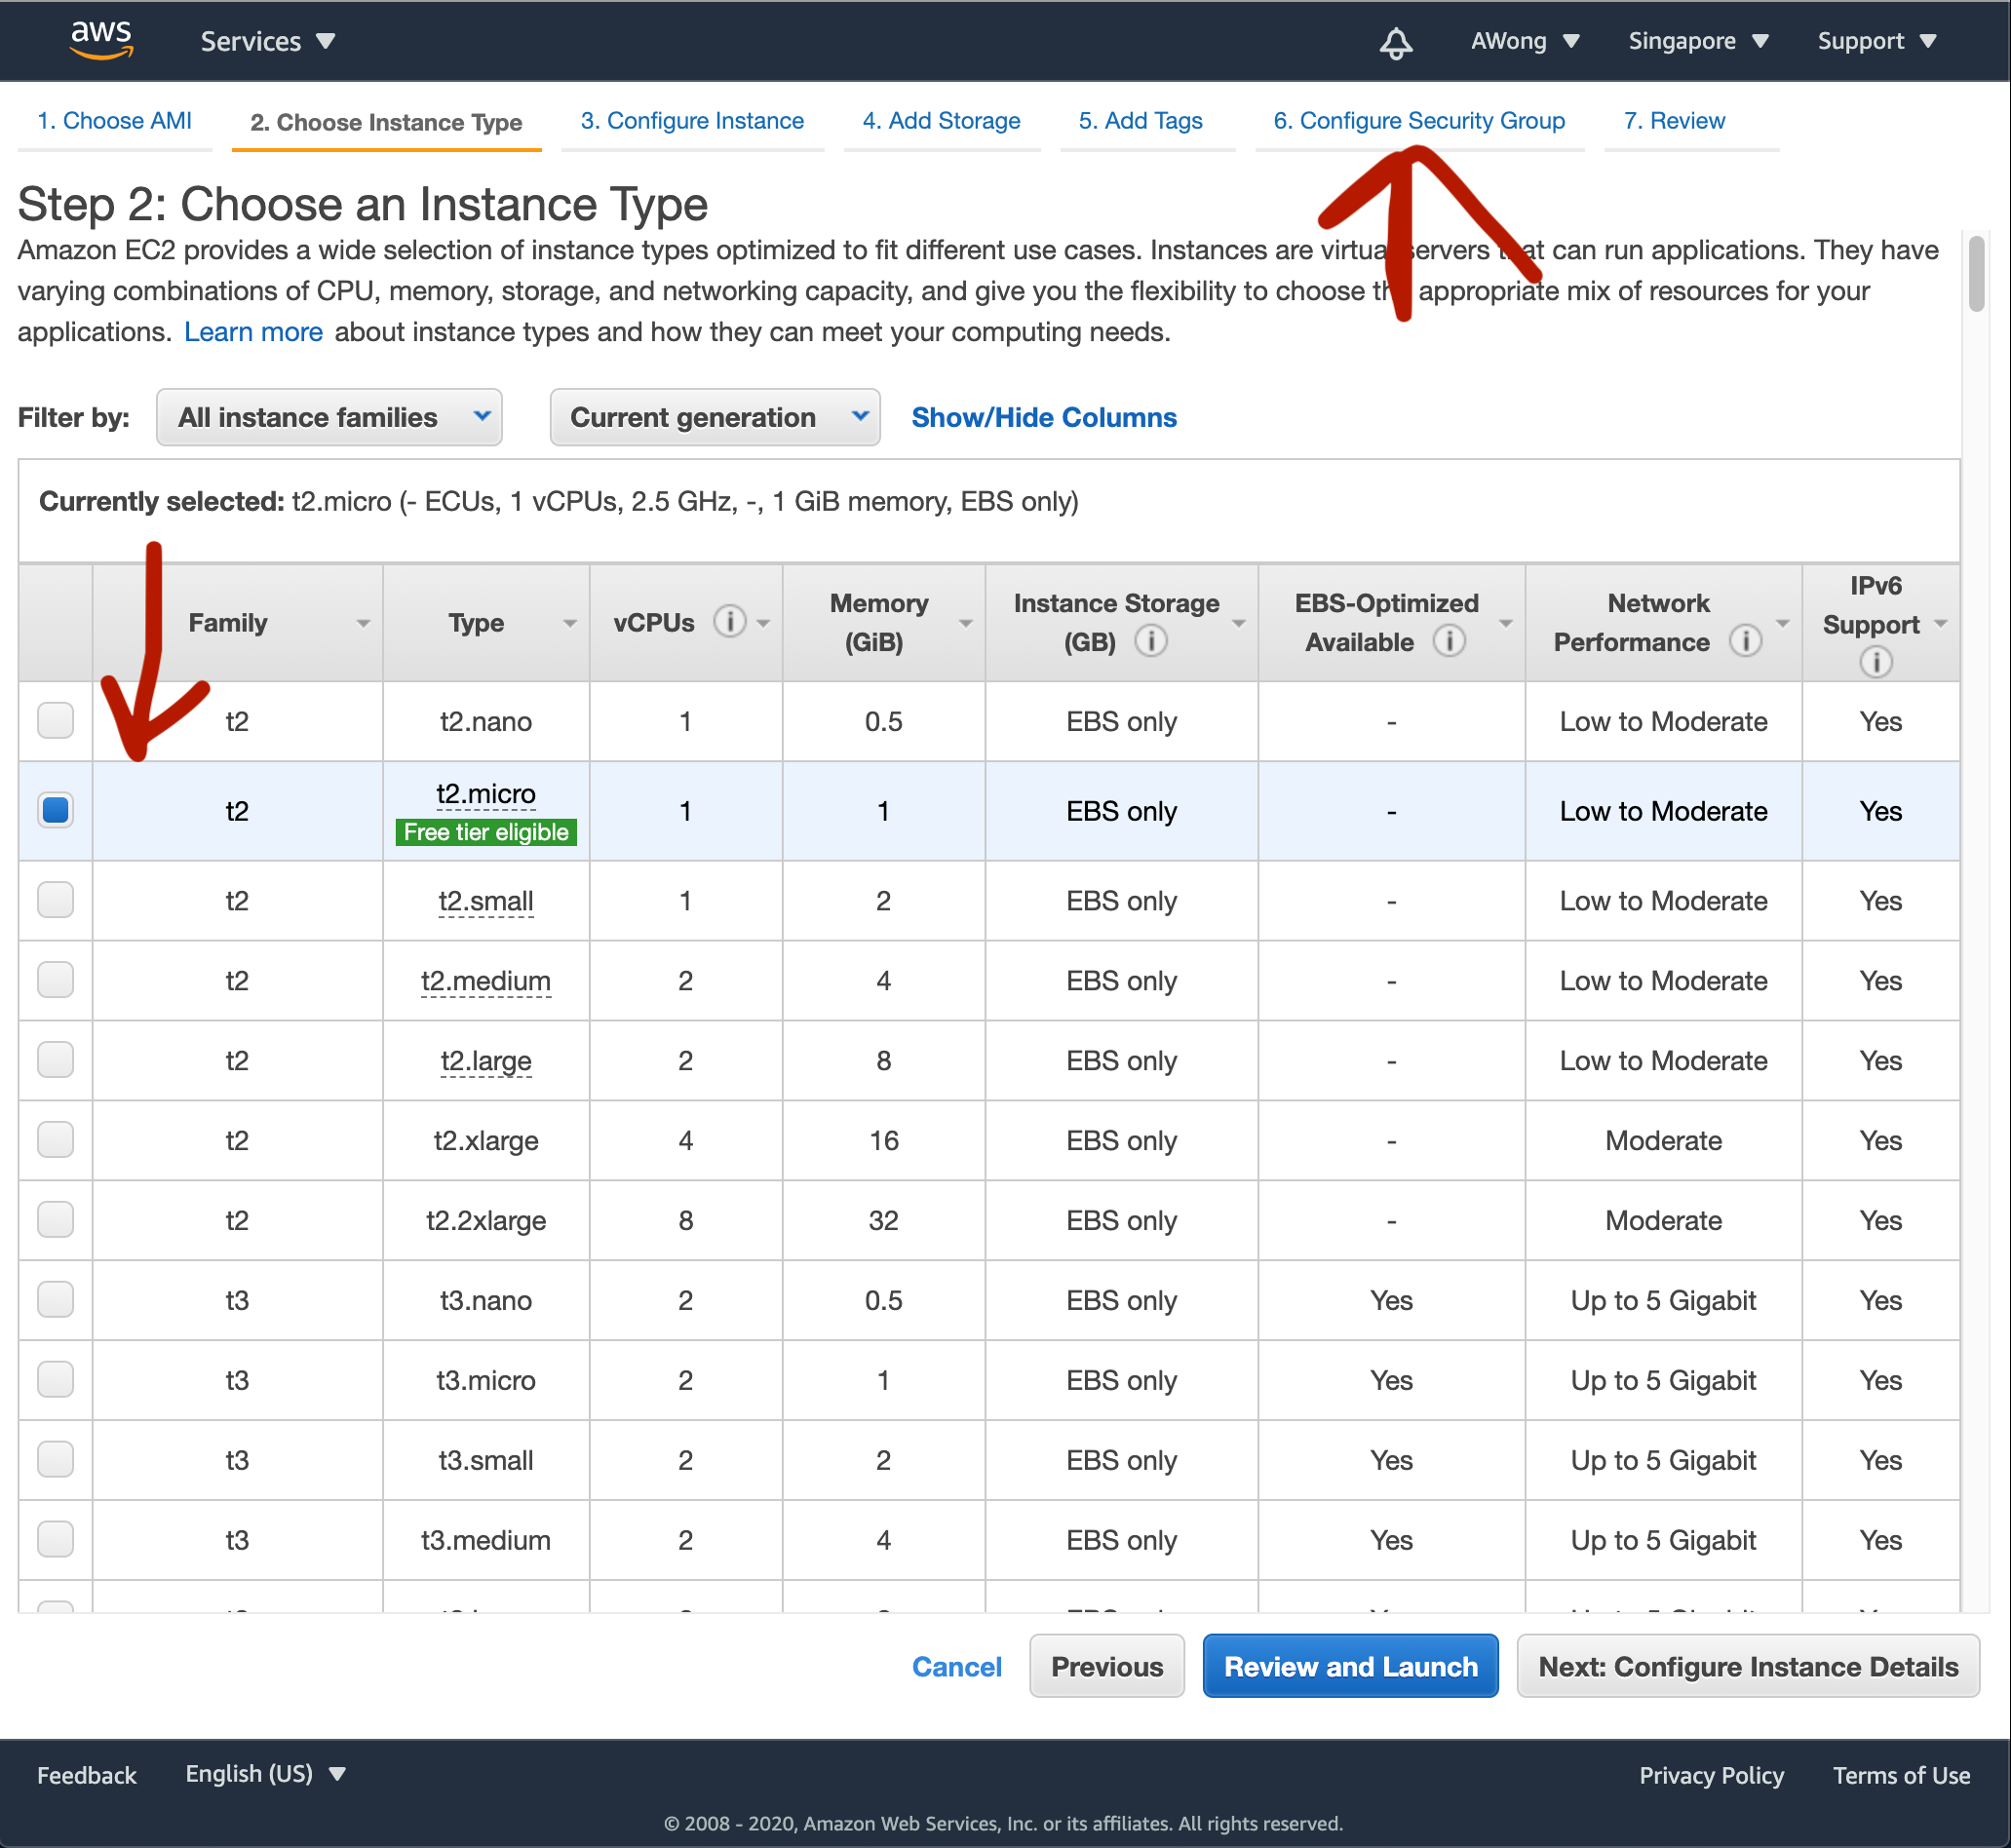 aws Services AWong Singapore Support
1. Choose AMI 2. Choose Instance Type 3. Configure Instance 4. Add Storage 5. Add Tags 6. Configure Security Group 7. Review
Step 2: Choose an Instance Type
Amazon EC2 provides a wide selection of instance types optimized to fit different use cases. Instances are virtual servers that can run applications. They have
varying combinations of CPU, memory, storage, and networking capacity, and give you the flexibility to choose the appropriate mix of resources for your
applications. Learn more about instance types and how they can meet your computing needs.
Filter by: All instance families Current generation Show/Hide Columns
Currently selected: t2.micro (- ECUs, 1 vCPUs, 2.5 GHz, -, 1 GiB memory, EBS only)
Family Type vCPUs Memory (GiB) Instance Storage (GB) EBS-Optimized Available Network Performance IPv6 Support
t2 t2.nano 1 0.5 EBS only - Low to Moderate Yes
t2 t2.micro Free tier eligible 1 1 EBS only - Low to Moderate Yes
t2 t2.small 1 2 EBS only - Low to Moderate Yes
t2 t2.medium 2 4 EBS only - Low to Moderate Yes
t2 t2.large 2 8 EBS only - Low to Moderate Yes
t2 t2.xlarge 4 16 EBS only - Moderate Yes
t2 t2.2xlarge 8 32 EBS only - Moderate Yes
t3 t3.nano 2 0.5 EBS only Yes Up to 5 Gigabit Yes
t3 t3.micro 2 1 EBS only Yes Up to 5 Gigabit Yes
t3 t3.small 2 2 EBS only Yes Up to 5 Gigabit Yes
t3 t3.medium 2 4 EBS only Yes Up to 5 Gigabit Yes
Cancel Previous Review and Launch Next: Configure Instance Details
Feedback English (US) Privacy Policy Terms of Use
© 2008 - 2020, Amazon Web Services, Inc. or its affiliates. All rights reserved.